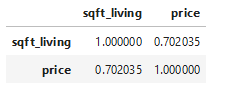 sqft_living price
sqft_living 1.000000 0.702035
price 0.702035 1.000000